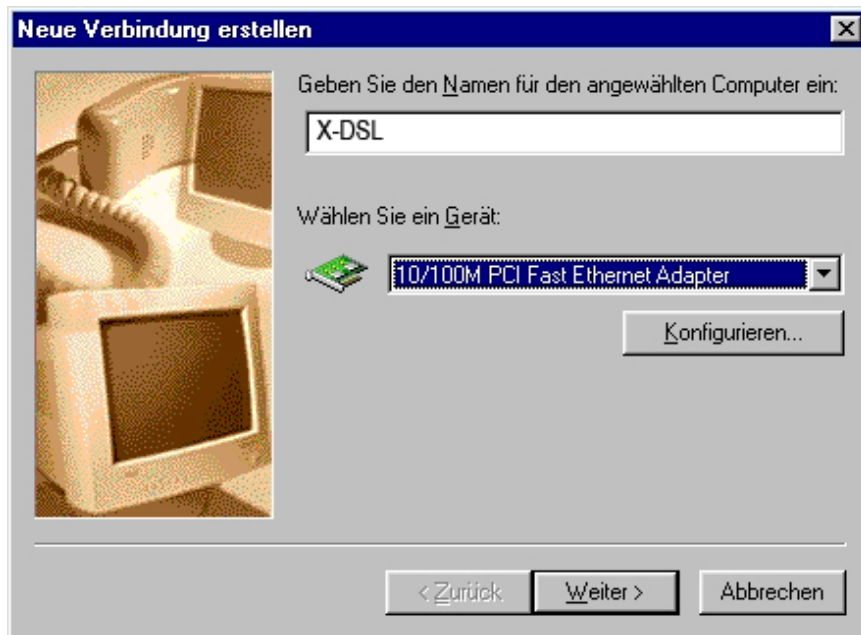 Neue Verbindung erstellen
Geben Sie den Namen für den angewählten Computer ein:
X-DSL
Wählen Sie ein Gerät:
10/100M PCI Fast Ethernet Adapter
Konfigurieren...
< Zurück
Weiter >
Abbrechen